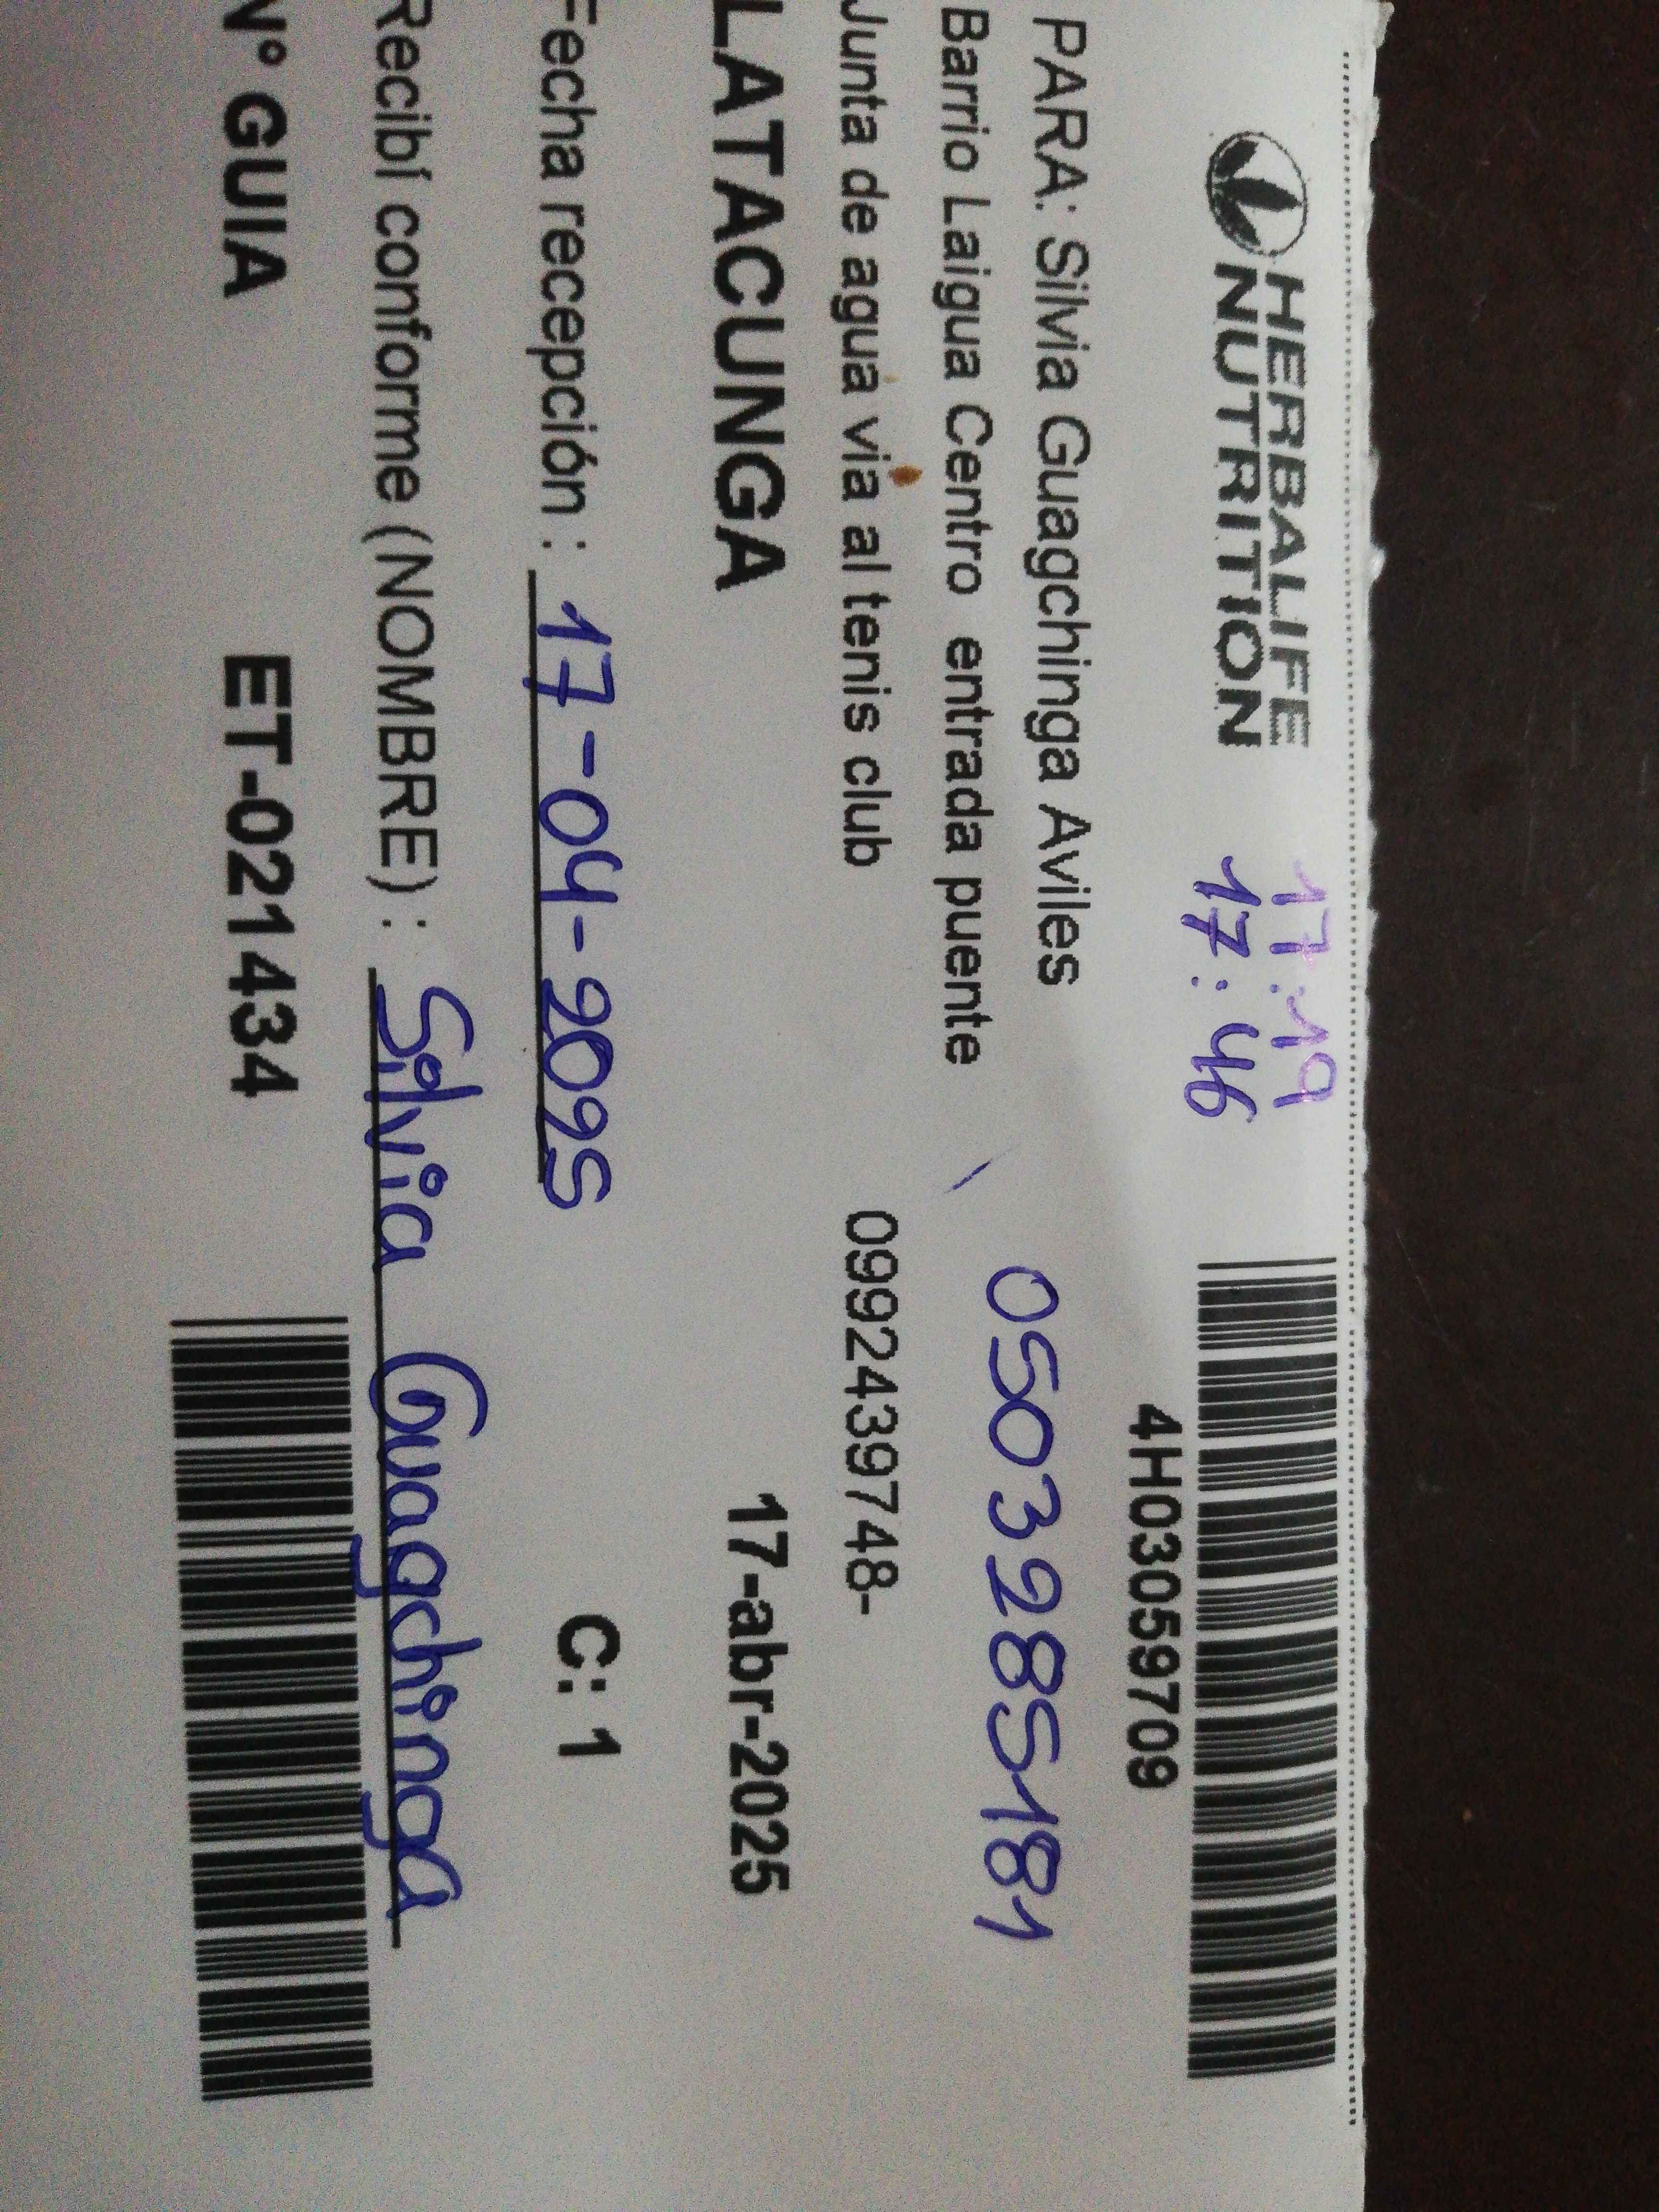 HERBALIFE
NUTRITION
17:19
17:46
4H03059709
PARA: Silvia Guagchinga Aviles
0503285181
Barrio Laigua Centro entrada puente
Junta de agua via al tenis club 0992439748-
LATACUNGA 17-abr-2025
Fecha recepción : 17-04-2025 C: 1
Recibí conforme (NOMBRE) : Silvia Guagchinga
N° GUIA ET-021434